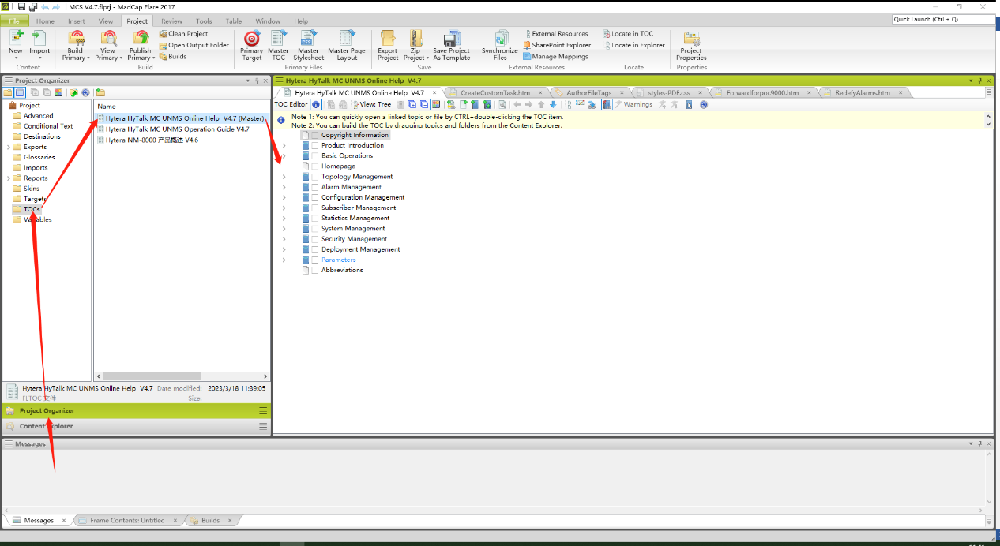 MCS V4.7.flprj - MadCap Flare 2017
File Home Insert View Project Review Tools Table Window Help
Quick Launch (Ctrl + Q)
New Import Build Primary View Primary Publish Primary Clean Project Open Output Folder Builds
Primary Target Master TOC Master Stylesheet Master Page Layout Export Project Zip Project Save Project As Template
Synchronize Files External Resources SharePoint Explorer Manage Mappings Locate in TOC Locate in Explorer Project Properties
Content Build Primary Files Save External Resources Locate Properties
Project Organizer
Project
Advanced
Conditional Text
Destinations
Exports
Glossaries
Imports
Reports
Skins
Targets
TOCs
Variables
Name
Hytera HyTalk MC UNMS Online Help V4.7 (Master)
Hytera HyTalk MC UNMS Operation Guide V4.7
Hytera NM-8000 产品概述 V4.6
Hytera HyTalk MC UNMS Online Help V4.7 Date modified: 2023/3/18 11:39:05
FLTOC 文件 Size:
Project Organizer
Content Explorer
Hytera HyTalk MC UNMS Online Help V4.7
Hytera HyTalk MC UNMS Online Help V4.7 CreateCustomTask.htm AuthorFileTags styles-PDF.css Forwardforpoc9000.htm RedefyAlarms.htm
TOC Editor View: Tree Warnings
Note 1: You can quickly open a linked topic or file by CTRL+double-clicking the TOC item.
Note 2: You can build the TOC by dragging topics and folders from the Content Explorer.
Copyright Information
Product Introduction
Basic Operations
Homepage
Topology Management
Alarm Management
Configuration Management
Subscriber Management
Statistics Management
System Management
Security Management
Deployment Management
Parameters
Abbreviations
Messages
Messages Frame Contents: Untitled Builds